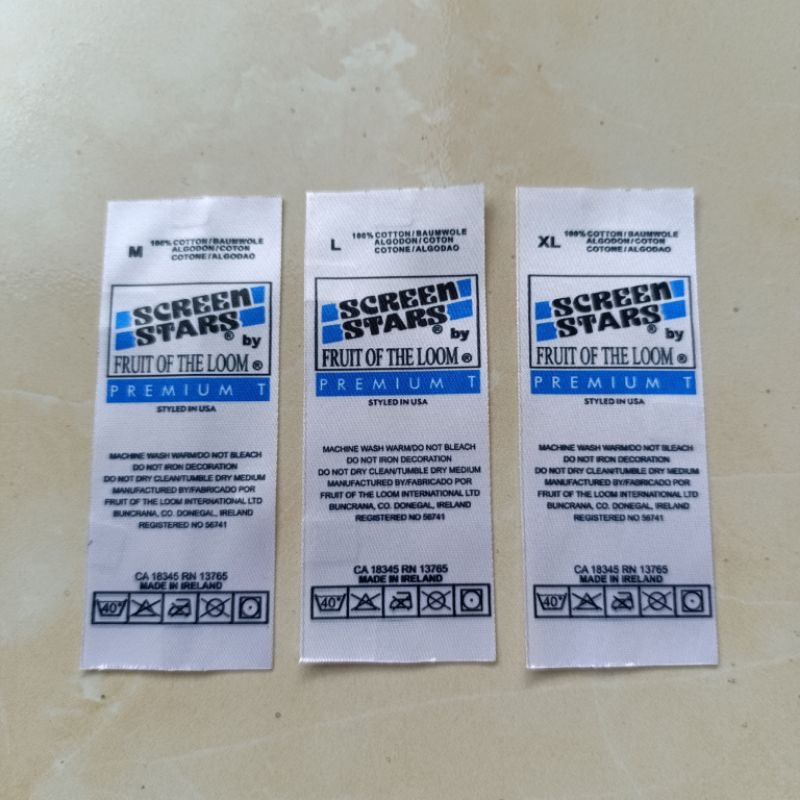 M
100% COTTON/BAUMWOLE
ALGODON/COTON
COTONE/ALGODAO
SCREEN
STARS® by
FRUIT OF THE LOOM ®
PREMIUM T
STYLED IN USA
MACHINE WASH WARM/DO NOT BLEACH
DO NOT IRON DECORATION
DO NOT DRY CLEAN/TUMBLE DRY MEDIUM
MANUFACTURED BY/FABRICADO POR
FRUIT OF THE LOOM INTERNATIONAL LTD
BUNCRANA, CO. DONEGAL, IRELAND
REGISTERED NO 56741
CA 18345 RN 13765
MADE IN IRELAND
40°
L
100% COTTON/BAUMWOLE
ALGODON/COTON
COTONE/ALGODAO
SCREEN
STARS® by
FRUIT OF THE LOOM ®
PREMIUM T
STYLED IN USA
MACHINE WASH WARM/DO NOT BLEACH
DO NOT IRON DECORATION
DO NOT DRY CLEAN/TUMBLE DRY MEDIUM
MANUFACTURED BY/FABRICADO POR
FRUIT OF THE LOOM INTERNATIONAL LTD
BUNCRANA, CO. DONEGAL, IRELAND
REGISTERED NO 56741
CA 18345 RN 13765
MADE IN IRELAND
40°
XL
100% COTTON/BAUMWOLE
ALGODON/COTON
COTONE/ALGODAO
SCREEN
STARS® by
FRUIT OF THE LOOM ®
PREMIUM T
STYLED IN USA
MACHINE WASH WARM/DO NOT BLEACH
DO NOT IRON DECORATION
DO NOT DRY CLEAN/TUMBLE DRY MEDIUM
MANUFACTURED BY/FABRICADO POR
FRUIT OF THE LOOM INTERNATIONAL LTD
BUNCRANA, CO. DONEGAL, IRELAND
REGISTERED NO 56741
CA 18345 RN 13765
MADE IN IRELAND
40°